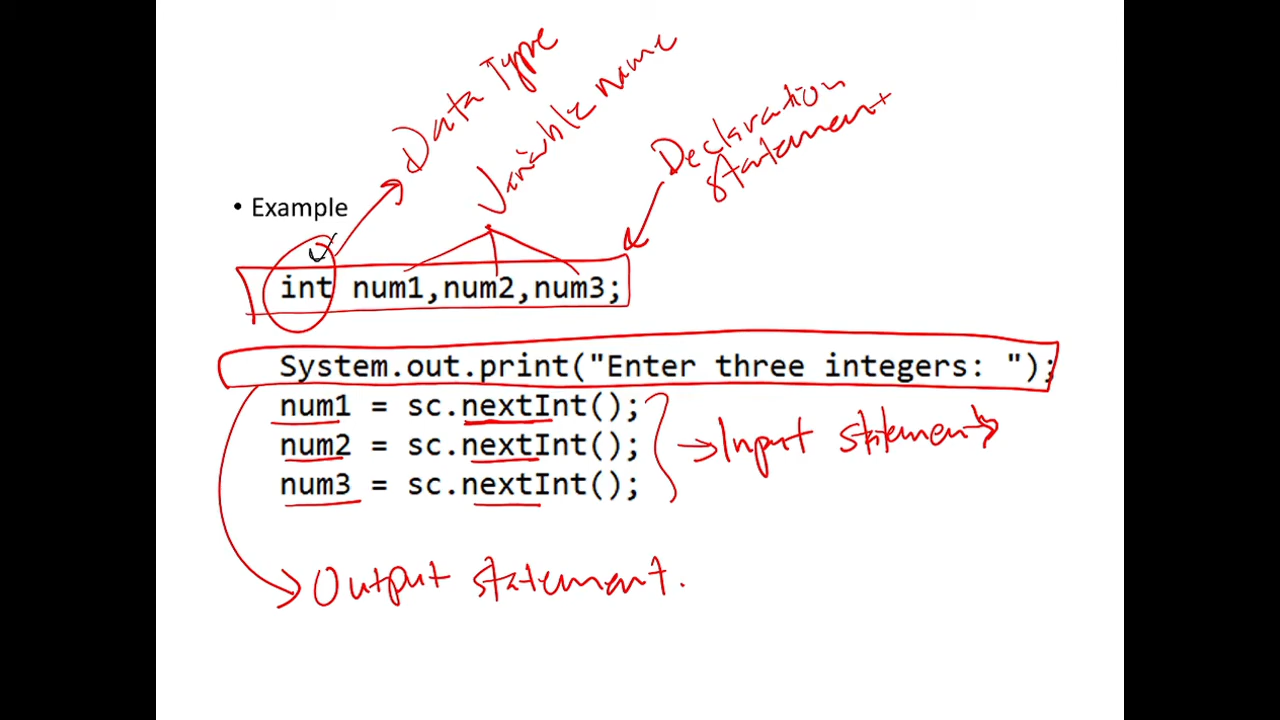 Data Type
Variable name
Declaration
statement
• Example
int num1,num2,num3;
System.out.print("Enter three integers: ");
num1 = sc.nextInt();
num2 = sc.nextInt();
num3 = sc.nextInt();
Input statement
Output statement.